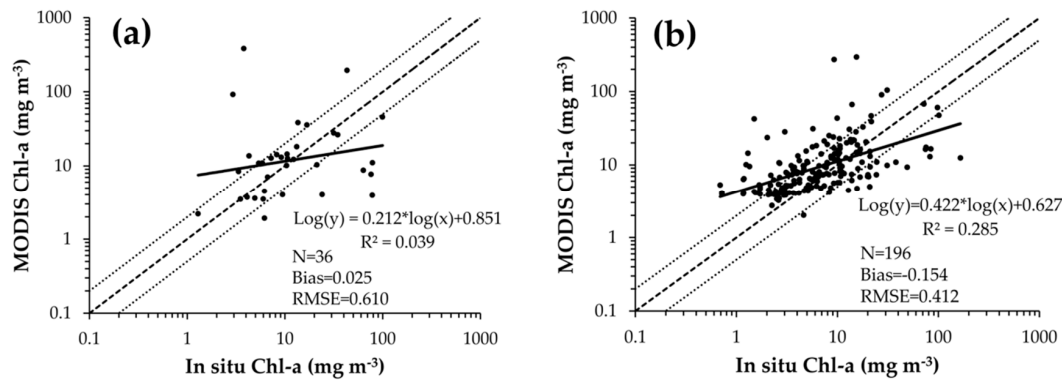 (a)
1000
100
10
1
0.1
MODIS Chl-a (mg m⁻³)
Log(y) = 0.212*log(x)+0.851
R² = 0.039
N=36
Bias=0.025
RMSE=0.610
0.1 1 10 100 1000
In situ Chl-a (mg m⁻³)
(b)
1000
100
10
1
0.1
MODIS Chl-a (mg m⁻³)
Log(y)=0.422*log(x)+0.627
R² = 0.285
N=196
Bias=-0.154
RMSE=0.412
0.1 1 10 100 1000
In situ Chl-a (mg m⁻³)